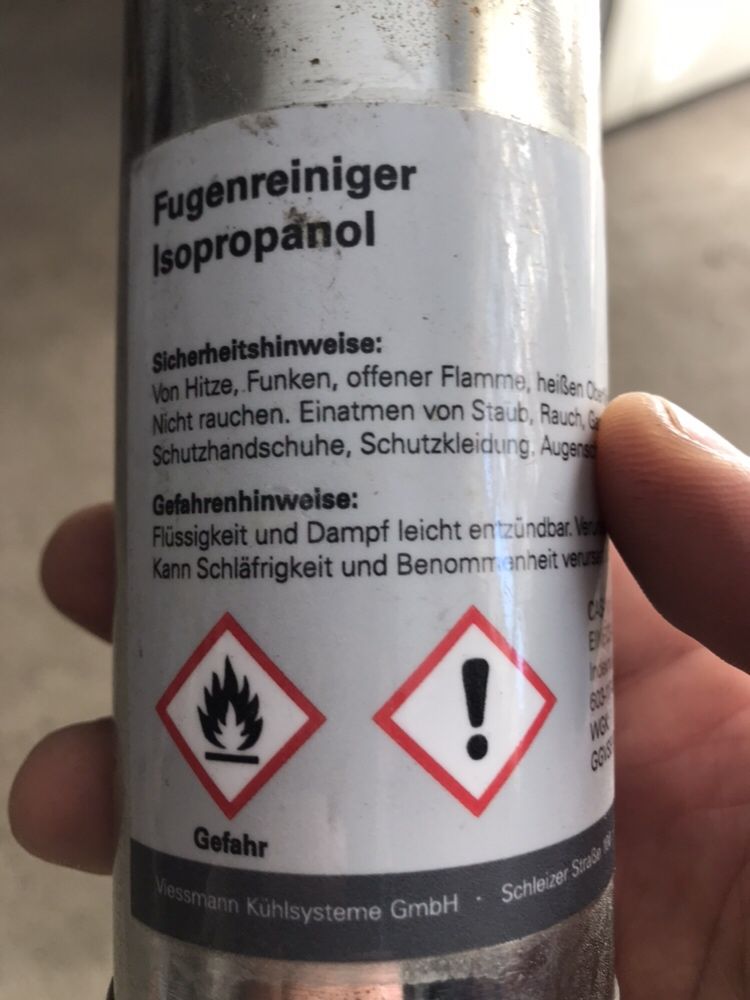 Fugenreiniger
Isopropanol
Sicherheitshinweise:
Von Hitze, Funken, offener Flamme, heißen
Nicht rauchen. Einatmen von Staub, Rauch,
Schutzhandschuhe, Schutzkleidung,
Gefahrenhinweise:
Flüssigkeit und Dampf leicht entzündbar.
Kann Schläfrigkeit und Benommenheit
WGK
Gefahr
Viessmann Kühlsysteme GmbH · Schleizer Straße